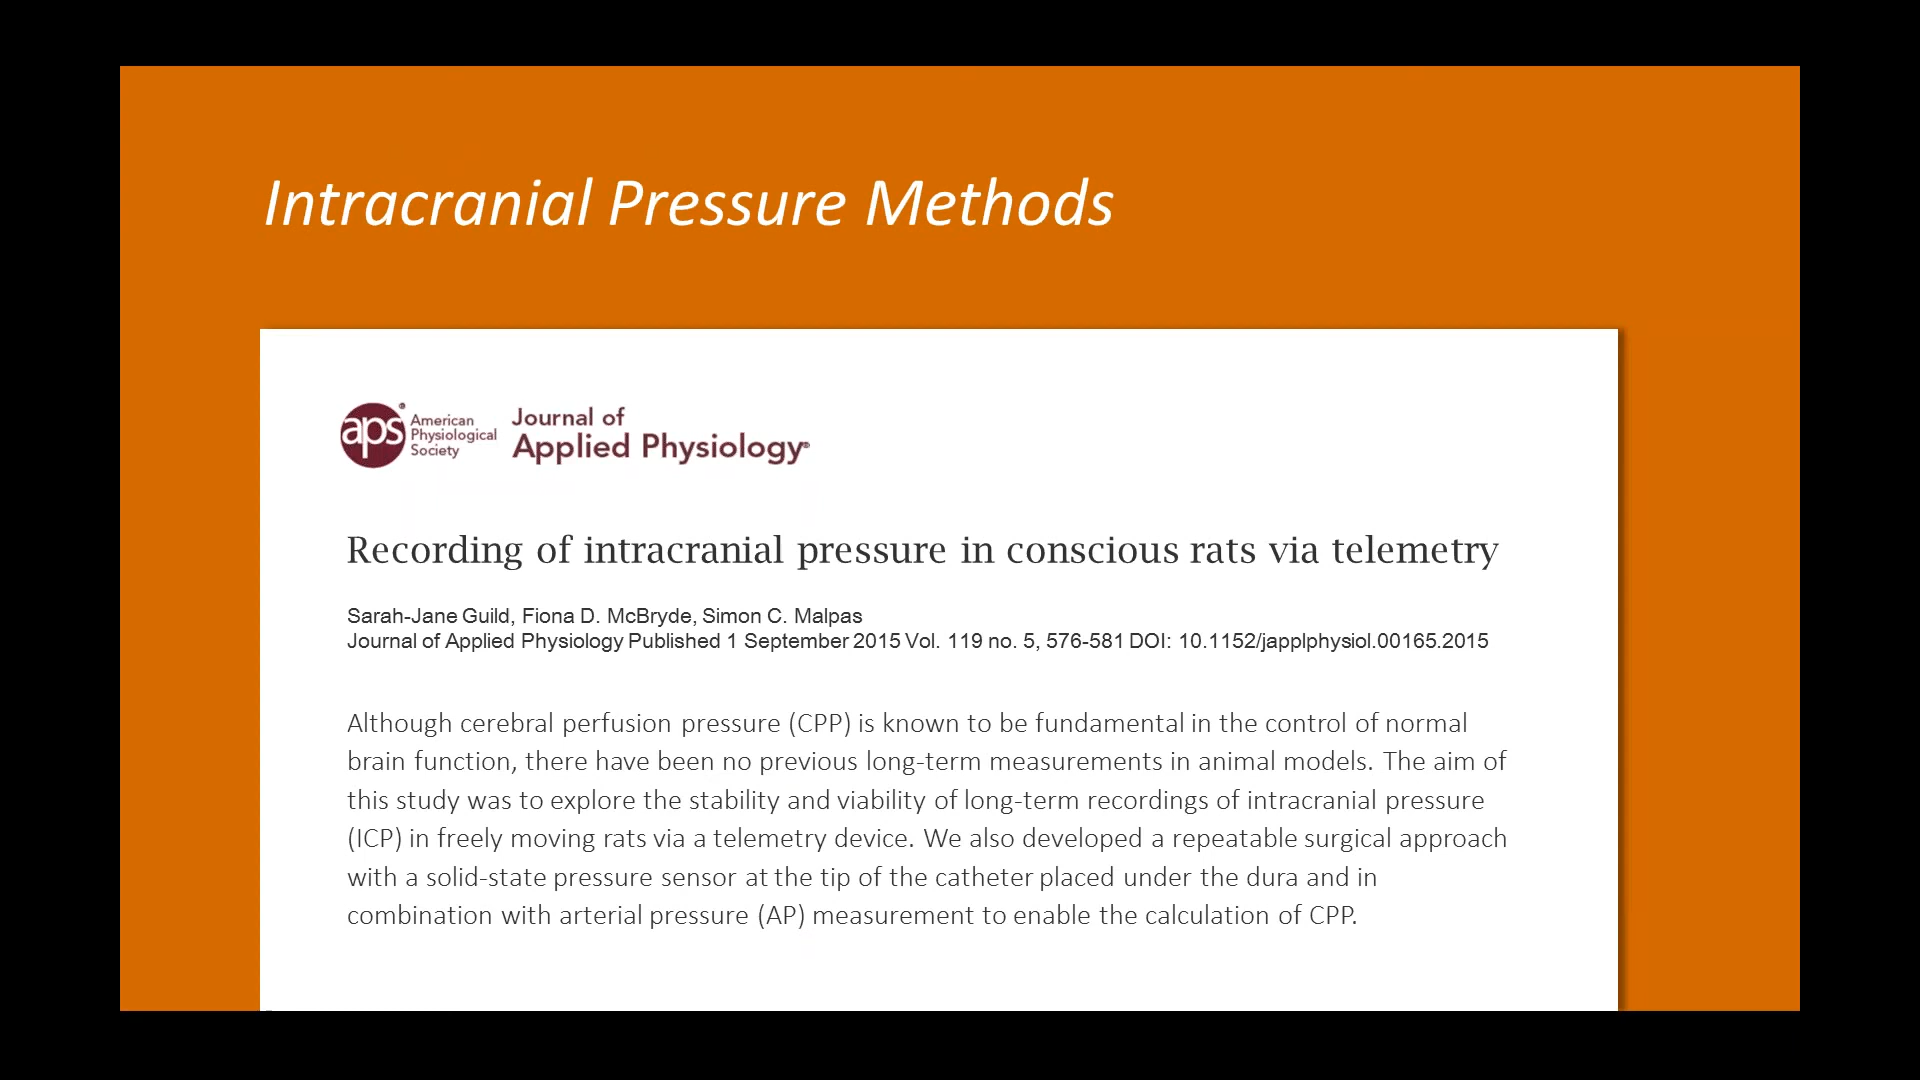 Intracranial Pressure Methods
aps® American Physiological Society
Journal of Applied Physiology®
Recording of intracranial pressure in conscious rats via telemetry
Sarah-Jane Guild, Fiona D. McBryde, Simon C. Malpas
Journal of Applied Physiology Published 1 September 2015 Vol. 119 no. 5, 576-581 DOI: 10.1152/japplphysiol.00165.2015
Although cerebral perfusion pressure (CPP) is known to be fundamental in the control of normal
brain function, there have been no previous long-term measurements in animal models. The aim of
this study was to explore the stability and viability of long-term recordings of intracranial pressure
(ICP) in freely moving rats via a telemetry device. We also developed a repeatable surgical approach
with a solid-state pressure sensor at the tip of the catheter placed under the dura and in
combination with arterial pressure (AP) measurement to enable the calculation of CPP.